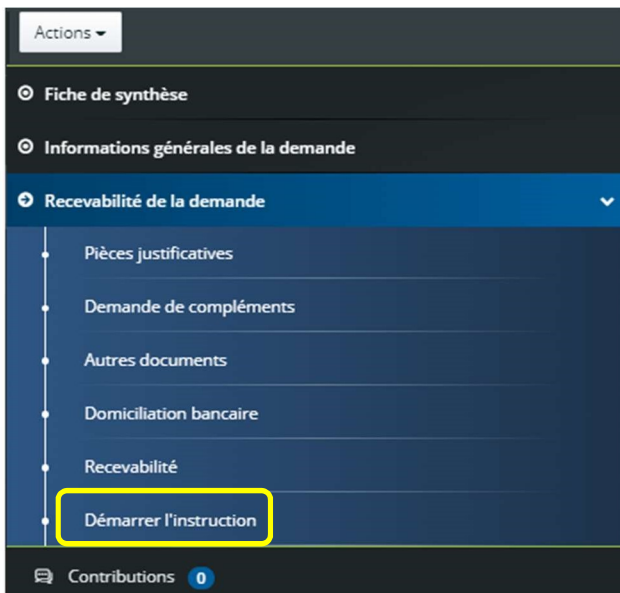 Actions
Fiche de synthèse
Informations générales de la demande
Recevabilité de la demande
Pièces justificatives
Demande de compléments
Autres documents
Domiciliation bancaire
Recevabilité
Démarrer l'instruction
Contributions 0